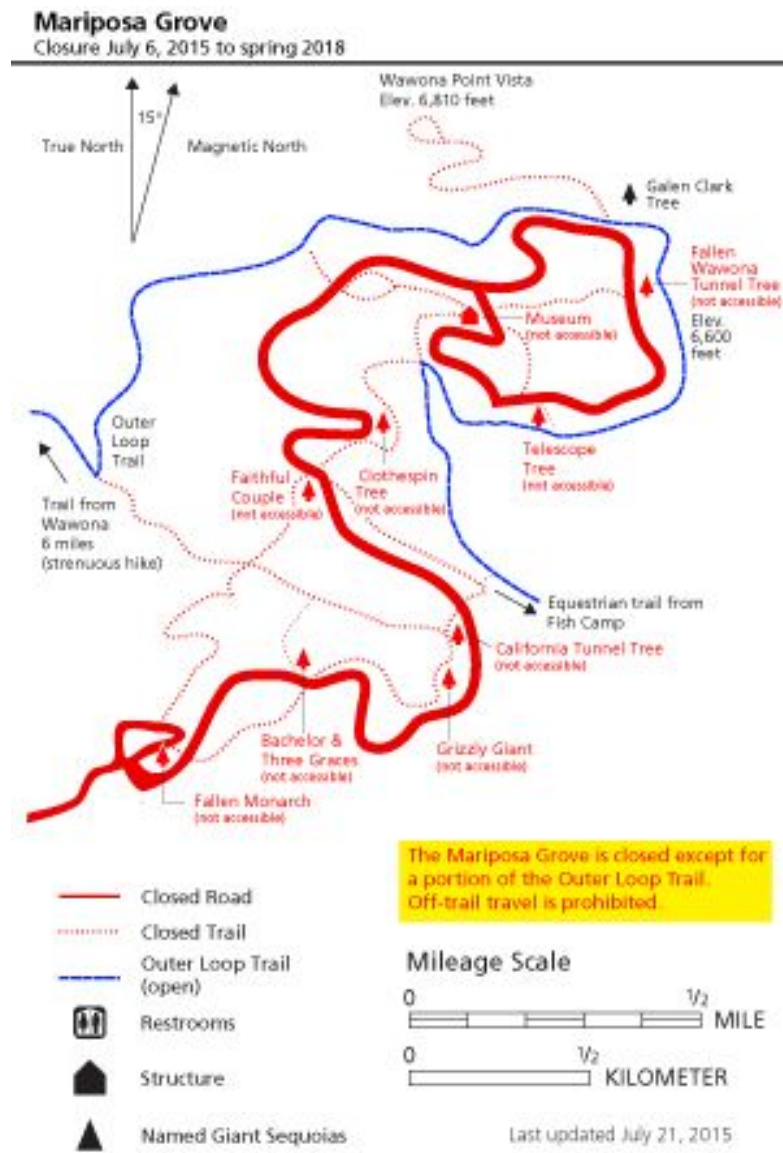 Mariposa Grove
Closure July 6, 2015 to spring 2018
True North
15°
Magnetic North
Wawona Point Vista
Elev. 6,810 feet
Galen Clark
Tree
Fallen
Wawona
Tunnel Tree
(not accessible)
Elev.
6,600
feet
Museum
(not accessible)
Outer
Loop
Trail
Trail from
Wawona
6 miles
(strenuous hike)
Faithful
Couple
(not accessible)
Clothespin
Tree
(not accessible)
Telescope
Tree
(not accessible)
Equestrian trail from
Fish Camp
California Tunnel Tree
(not accessible)
Bachelor &
Three Graces
(not accessible)
Grizzly Giant
(not accessible)
Fallen Monarch
(not accessible)
The Mariposa Grove is closed except for
a portion of the Outer Loop Trail.
Off-trail travel is prohibited.
Closed Road
Closed Trail
Outer Loop Trail
(open)
Restrooms
Structure
Named Giant Sequoias
Mileage Scale
0 1/2
MILE
0 1/2
KILOMETER
Last updated July 21, 2015